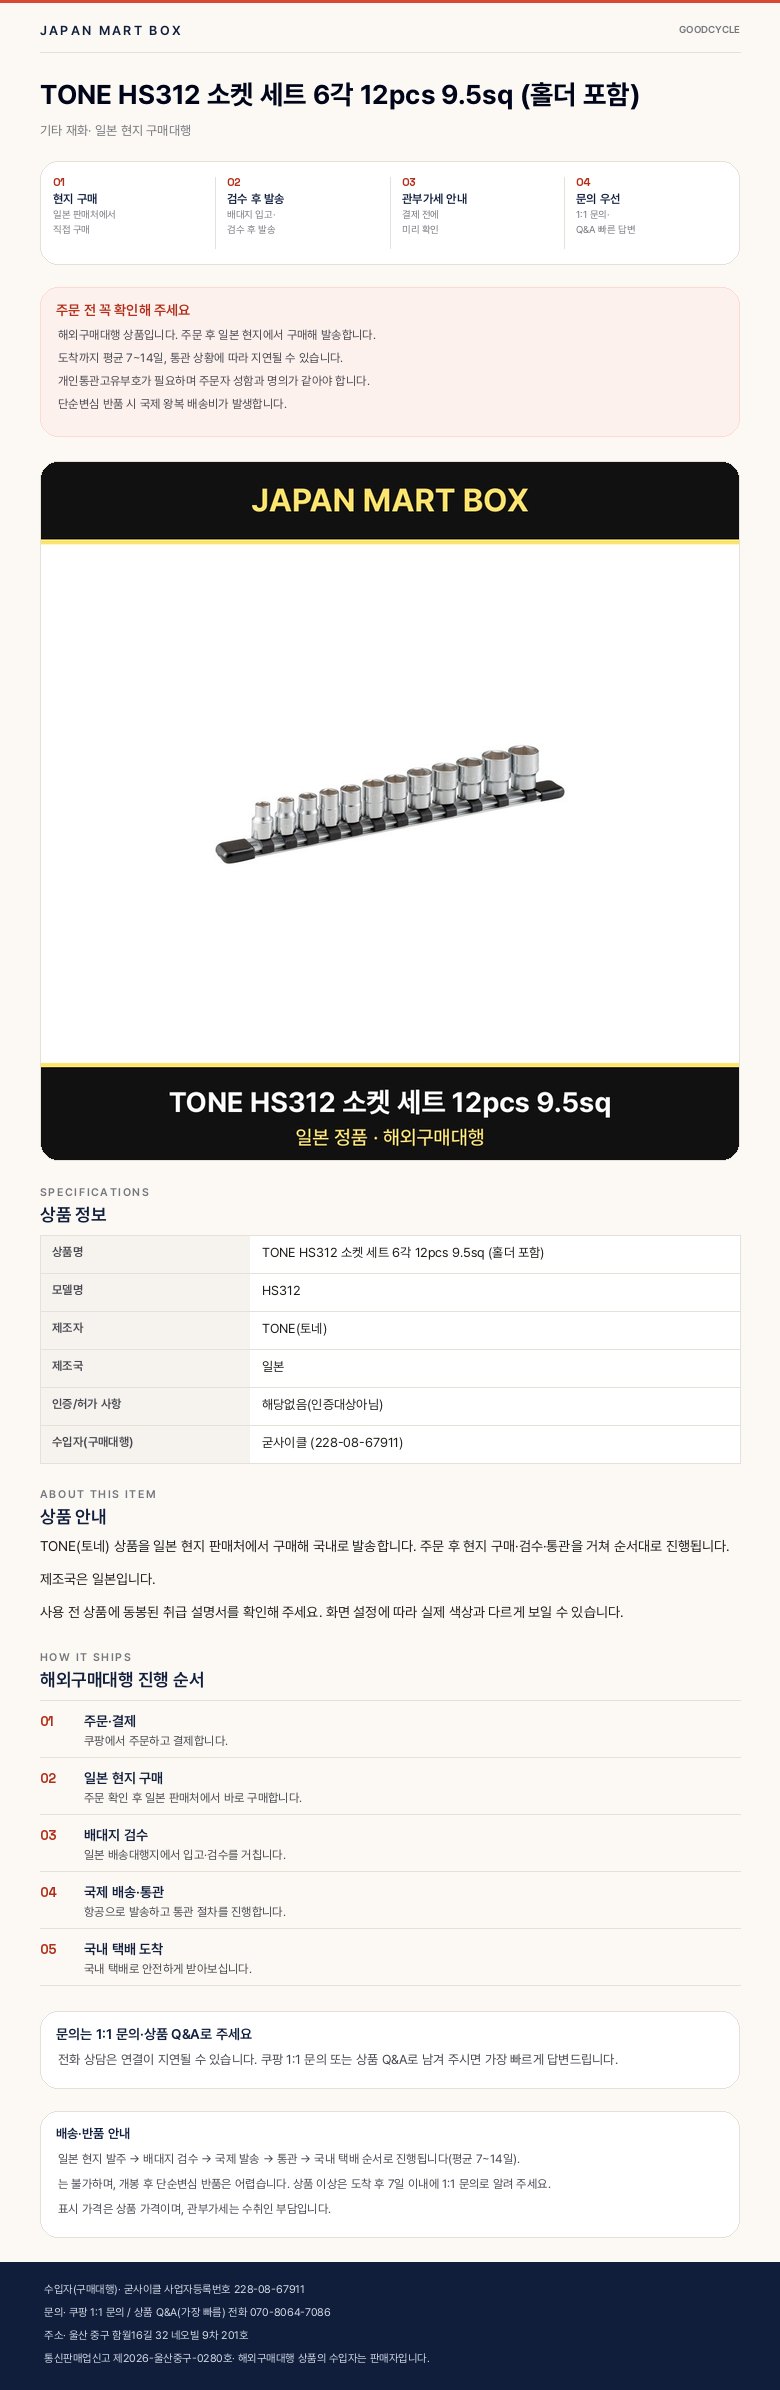 JAPAN MART BOX
GOODCYCLE
TONE HS312 소켓 세트 6각 12pcs 9.5sq (홀더 포함)
기타 재화· 일본 현지 구매대행
01
현지 구매
일본 판매처에서
직접 구매
02
검수 후 발송
배대지 입고·
검수 후 발송
03
관부가세 안내
결제 전에
미리 확인
04
문의 우선
1:1 문의·
Q&A 빠른 답변
주문 전 꼭 확인해 주세요
해외구매대행 상품입니다. 주문 후 일본 현지에서 구매해 발송합니다.
도착까지 평균 7~14일, 통관 상황에 따라 지연될 수 있습니다.
개인통관고유부호가 필요하며 주문자 성함과 명의가 같아야 합니다.
단순변심 반품 시 국제 왕복 배송비가 발생합니다.
JAPAN MART BOX
TONE HS312 소켓 세트 12pcs 9.5sq
일본 정품 · 해외구매대행
SPECIFICATIONS
상품 정보
상품명 TONE HS312 소켓 세트 6각 12pcs 9.5sq (홀더 포함)
모델명 HS312
제조자 TONE(토네)
제조국 일본
인증/허가 사항 해당없음(인증대상아님)
수입자(구매대행) 굳사이클 (228-08-67911)
ABOUT THIS ITEM
상품 안내
TONE(토네) 상품을 일본 현지 판매처에서 구매해 국내로 발송합니다. 주문 후 현지 구매·검수·통관을 거쳐 순서대로 진행됩니다.
제조국은 일본입니다.
사용 전 상품에 동봉된 취급 설명서를 확인해 주세요. 화면 설정에 따라 실제 색상과 다르게 보일 수 있습니다.
HOW IT SHIPS
해외구매대행 진행 순서
01 주문·결제
쿠팡에서 주문하고 결제합니다.
02 일본 현지 구매
주문 확인 후 일본 판매처에서 바로 구매합니다.
03 배대지 검수
일본 배송대행지에서 입고·검수를 거칩니다.
04 국제 배송·통관
항공으로 발송하고 통관 절차를 진행합니다.
05 국내 택배 도착
국내 택배로 안전하게 받아보십니다.
문의는 1:1 문의·상품 Q&A로 주세요
전화 상담은 연결이 지연될 수 있습니다. 쿠팡 1:1 문의 또는 상품 Q&A로 남겨 주시면 가장 빠르게 답변드립니다.
배송·반품 안내
일본 현지 발주 → 배대지 검수 → 국제 발송 → 통관 → 국내 택배 순서로 진행됩니다(평균 7~14일).
는 불가하며, 개봉 후 단순변심 반품은 어렵습니다. 상품 이상은 도착 후 7일 이내에 1:1 문의로 알려 주세요.
표시 가격은 상품 가격이며, 관부가세는 수취인 부담입니다.
수입자(구매대행)· 굳사이클 사업자등록번호 228-08-67911
문의· 쿠팡 1:1 문의 / 상품 Q&A(가장 빠름) 전화 070-8064-7086
주소· 울산 중구 함월16길 32 네오빌 9차 201호
통신판매업신고 제2026-울산중구-0280호· 해외구매대행 상품의 수입자는 판매자입니다.